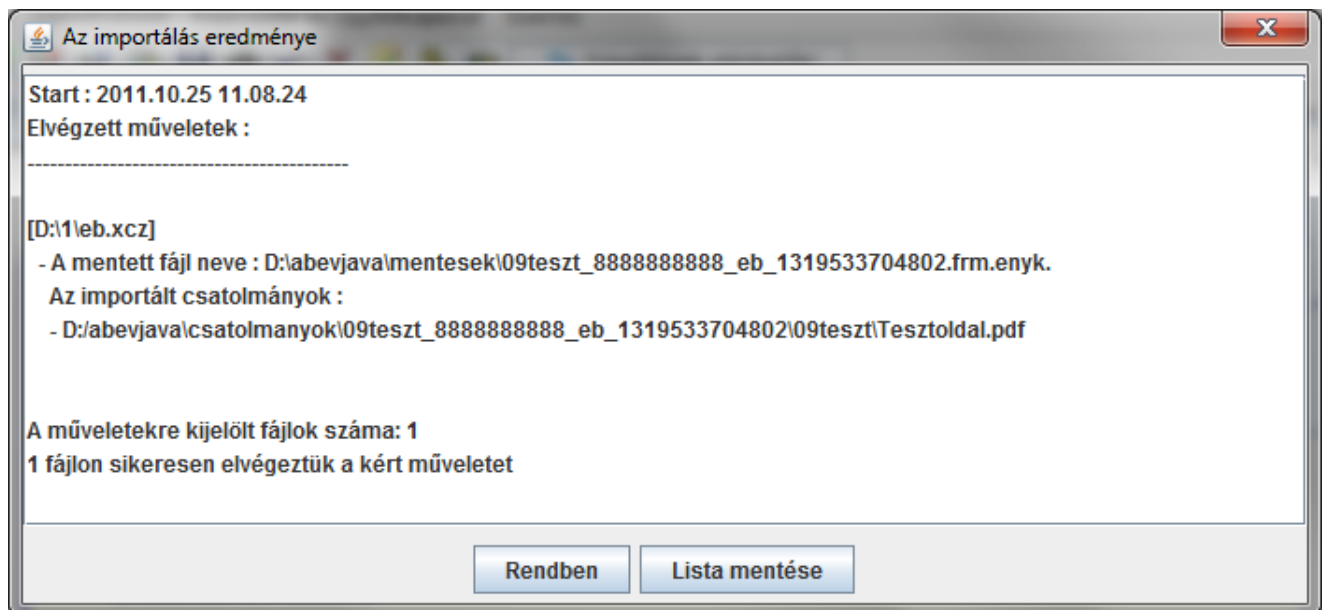 Az importálás eredménye
Start : 2011.10.25 11.08.24
Elvégzett műveletek :
-------------------------------------------
[D:\1\eb.xcz]
- A mentett fájl neve : D:\abevjava\mentesek\09teszt_8888888888_eb_1319533704802.frm.enyk.
Az importált csatolmányok :
- D:/abevjava\csatolmanyok\09teszt_8888888888_eb_1319533704802\09teszt\Tesztoldal.pdf
A műveletekre kijelölt fájlok száma: 1
1 fájlon sikeresen elvégeztük a kért műveletet
Rendben Lista mentése